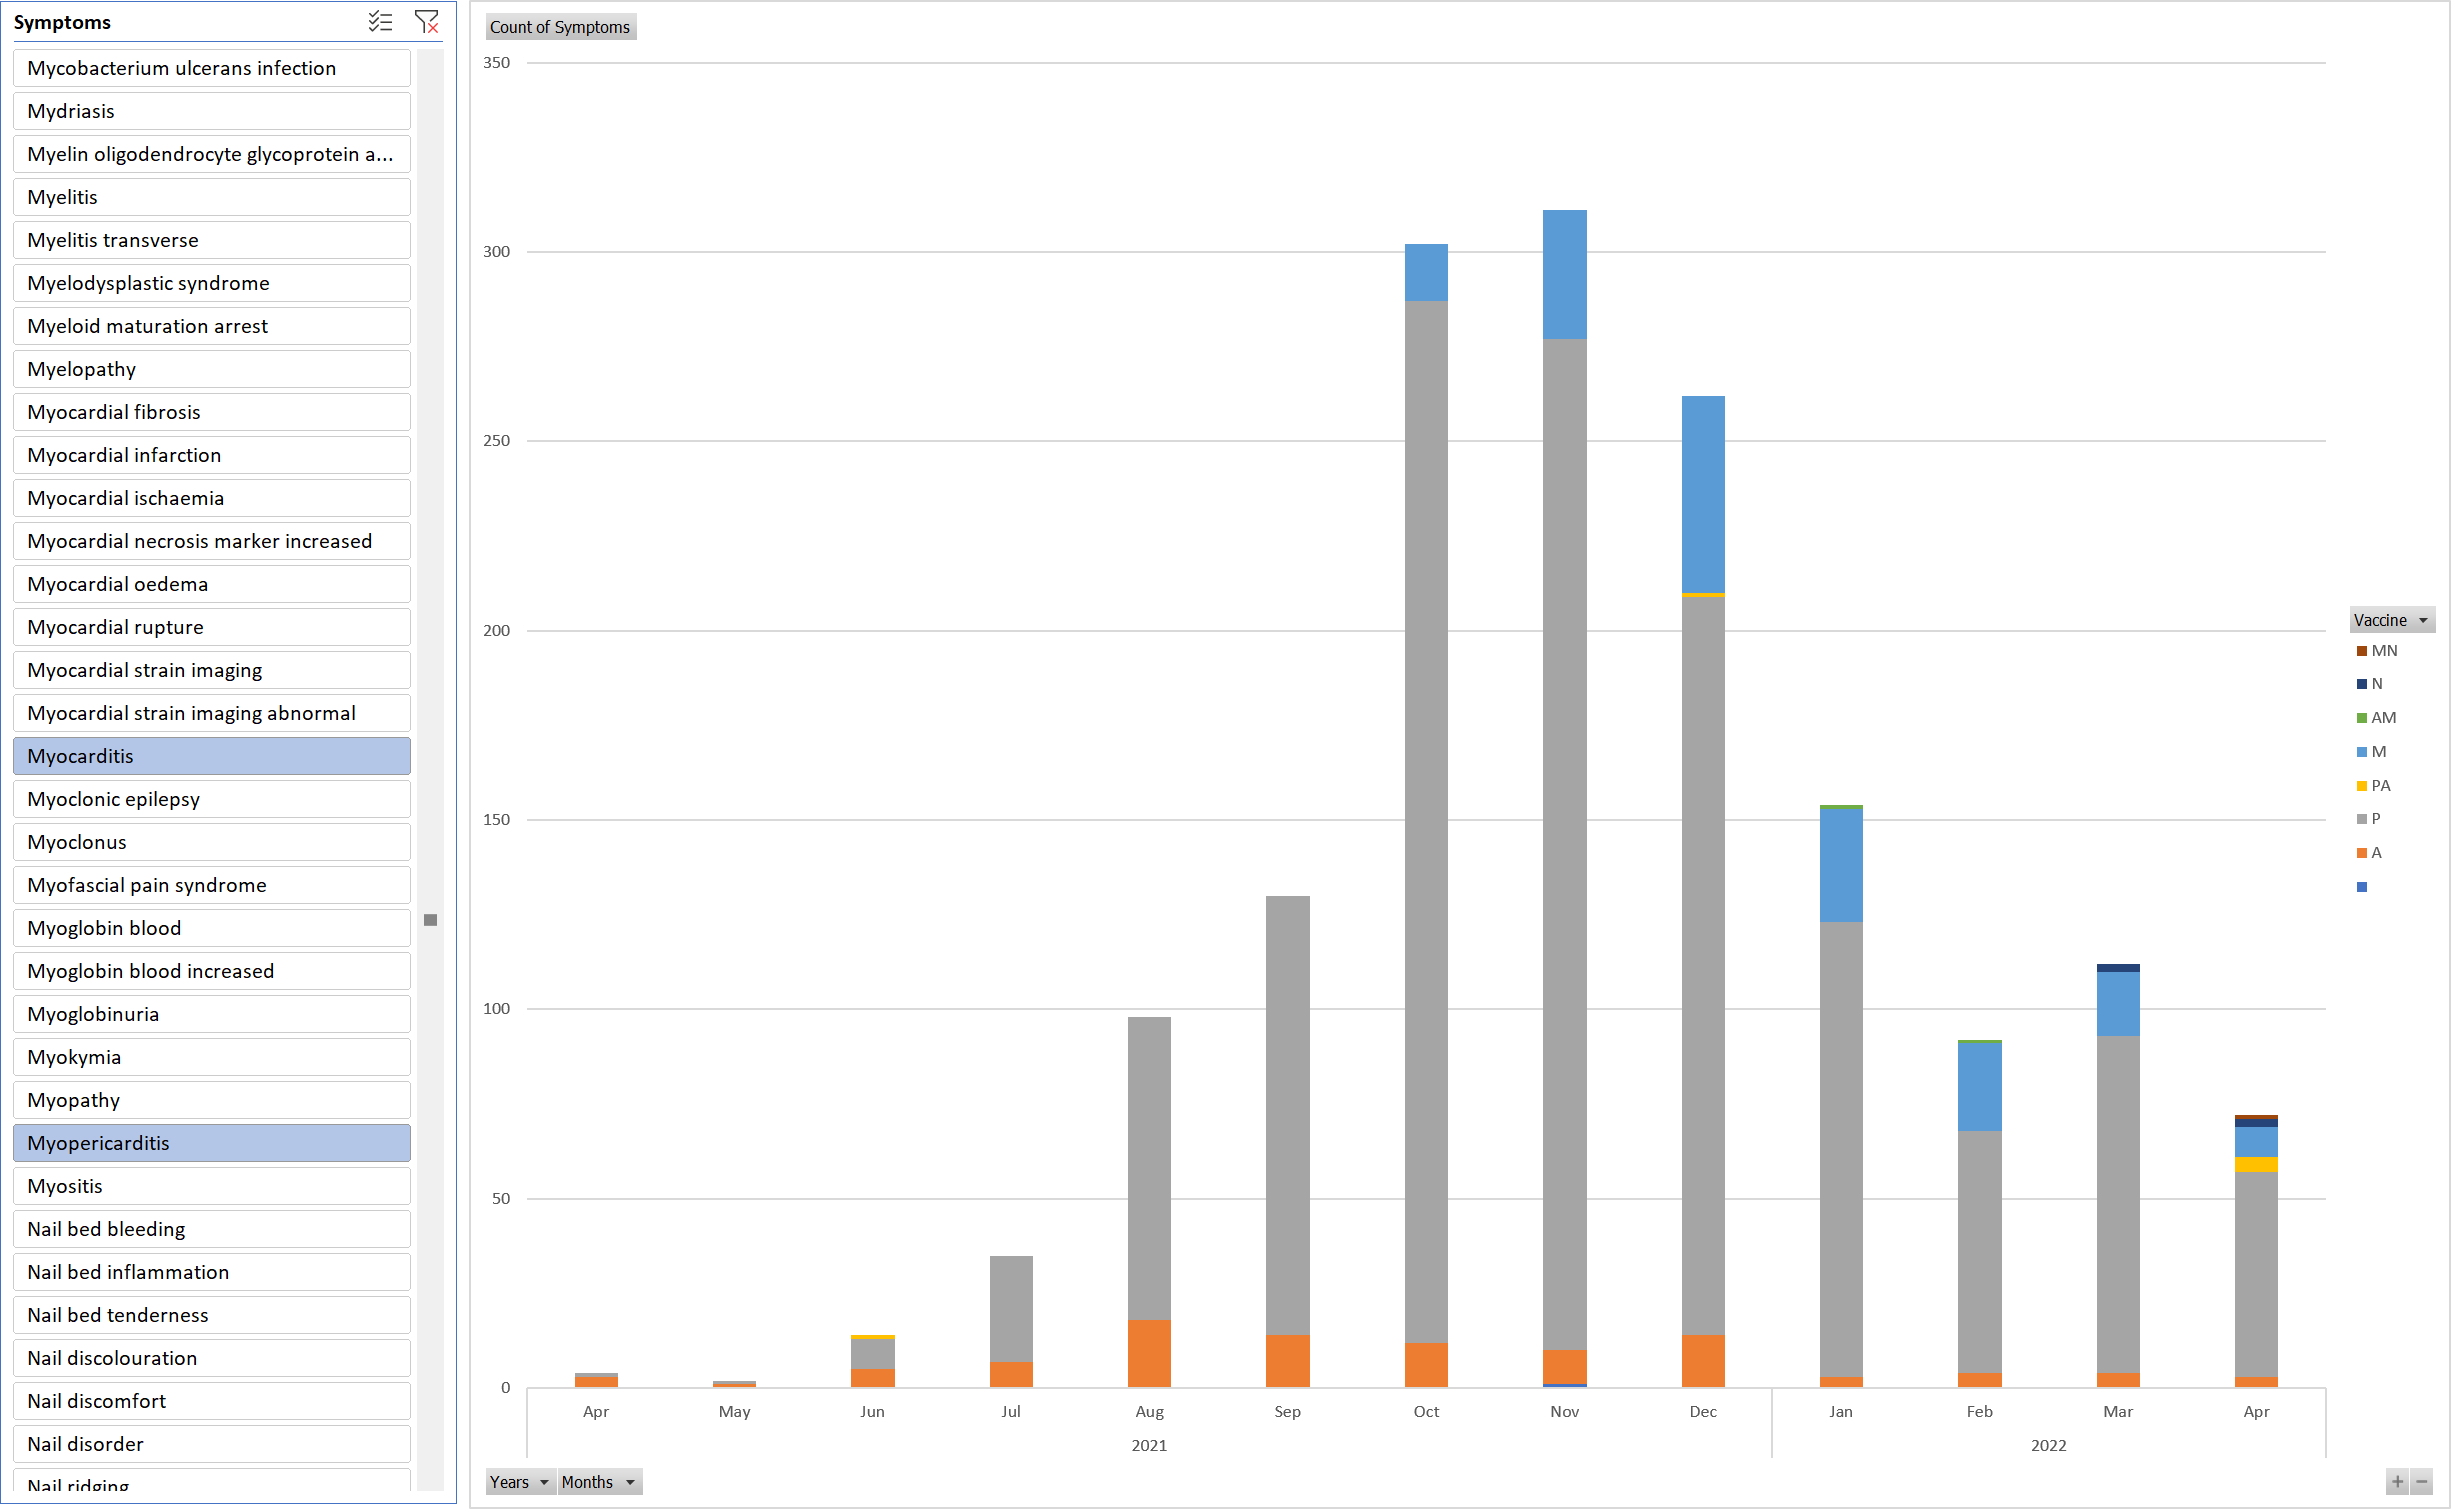 Symptoms
Mycobacterium ulcerans infection
Mydriasis
Myelin oligodendrocyte glycoprotein a...
Myelitis
Myelitis transverse
Myelodysplastic syndrome
Myeloid maturation arrest
Myelopathy
Myocardial fibrosis
Myocardial infarction
Myocardial ischaemia
Myocardial necrosis marker increased
Myocardial oedema
Myocardial rupture
Myocardial strain imaging
Myocardial strain imaging abnormal
Myocarditis
Myoclonic epilepsy
Myoclonus
Myofascial pain syndrome
Myoglobin blood
Myoglobin blood increased
Myoglobinuria
Myokymia
Myopathy
Myopericarditis
Myositis
Nail bed bleeding
Nail bed inflammation
Nail bed tenderness
Nail discolouration
Nail discomfort
Nail disorder
Nail ridging
Count of Symptoms
350
300
250
200
150
100
50
0
Apr May Jun Jul Aug Sep Oct Nov Dec Jan Feb Mar Apr
2021 2022
Years Months
Vaccine
MN
N
AM
M
PA
P
A
+ −